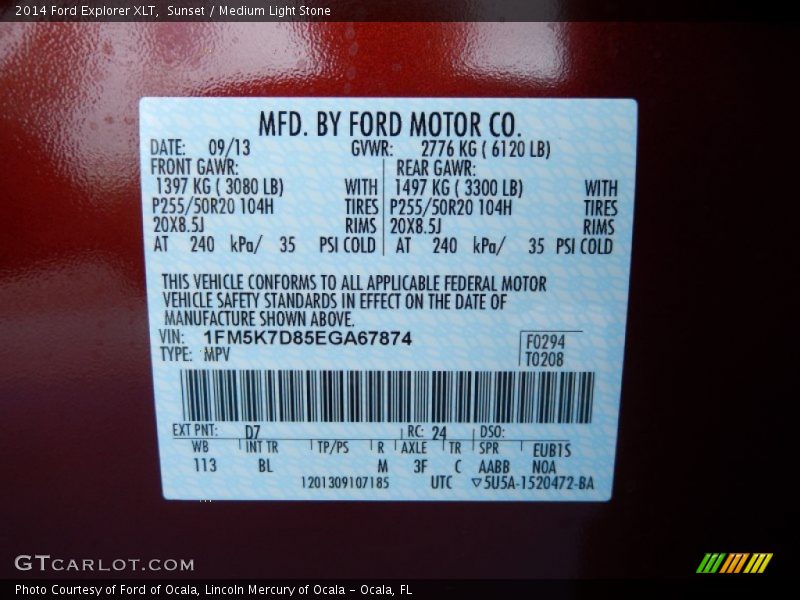 2014 Ford Explorer XLT,  Sunset / Medium Light Stone
MFD. BY FORD MOTOR CO.
DATE: 09/13 GVWR: 2776 KG ( 6120 LB)
FRONT GAWR: REAR GAWR:
1397 KG ( 3080 LB) WITH 1497 KG ( 3300 LB) WITH
P255/50R20 104H TIRES P255/50R20 104H TIRES
20X8.5J RIMS 20X8.5J RIMS
AT 240 kPa/ 35 PSI COLD AT 240 kPa/ 35 PSI COLD
THIS VEHICLE CONFORMS TO ALL APPLICABLE FEDERAL MOTOR
VEHICLE SAFETY STANDARDS IN EFFECT ON THE DATE OF
MANUFACTURE SHOWN ABOVE.
VIN: 1FM5K7D85EGA67874 F0294
TYPE: MPV T0208
EXT PNT: D7 RC: 24 DSO:
WB INT TR TP/PS R AXLE TR SPR EUB1S
113 BL M 3F C AABB NOA
1201309107185 UTC ▽5U5A-1520472-BA
GTCARLOT.COM
Photo Courtesy of Ford of Ocala, Lincoln Mercury of Ocala - Ocala, FL